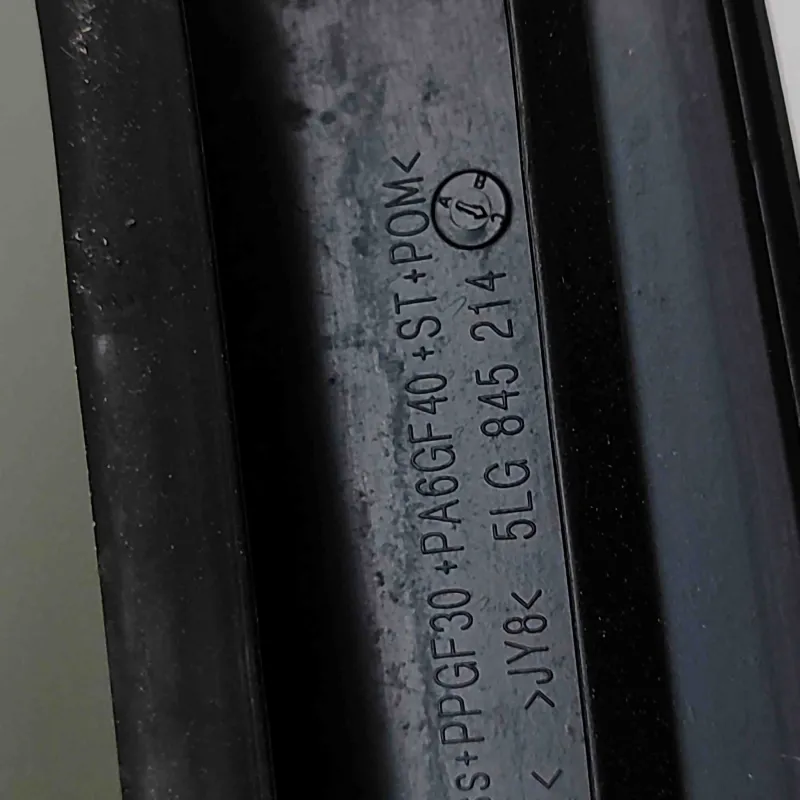 +PPGF30+PA6GF40+ST+POM<
< >JY8< 5LG 845 214